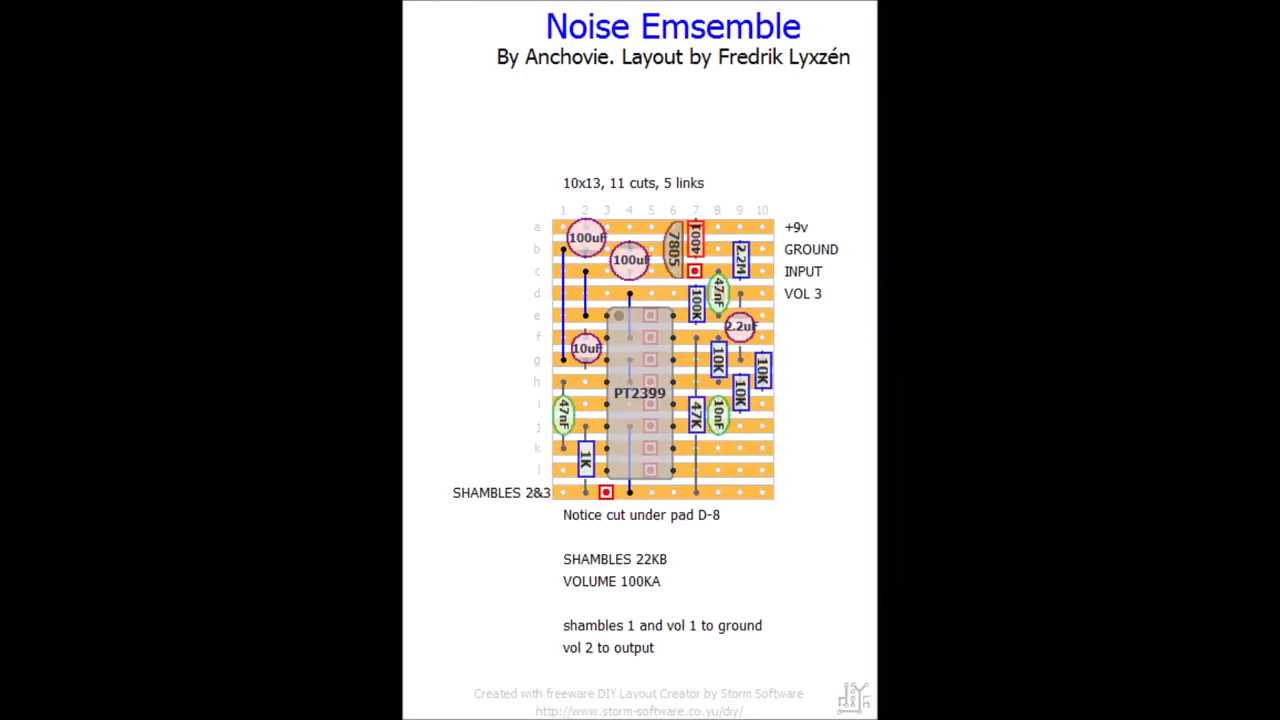 Noise Emsemble
By Anchovie. Layout by Fredrik Lyxzén
10x13, 11 cuts, 5 links
1 2 3 4 5 6 7 8 9 10
a +9v
b GROUND
c INPUT
d VOL 3
e
f
g
h
i
j
k
l
100uF
100uF
7805
100r
2.2M
100K
47nF
2.2uF
10uF
10K
10K
10K
PT2399
47nF
47K
10nF
1K
SHAMBLES 2&3
Notice cut under pad D-8
SHAMBLES 22KB
VOLUME 100KA
shambles 1 and vol 1 to ground
vol 2 to output
Created with freeware DIY Layout Creator by Storm Software
http://www.storm-software.co.yu/diy/